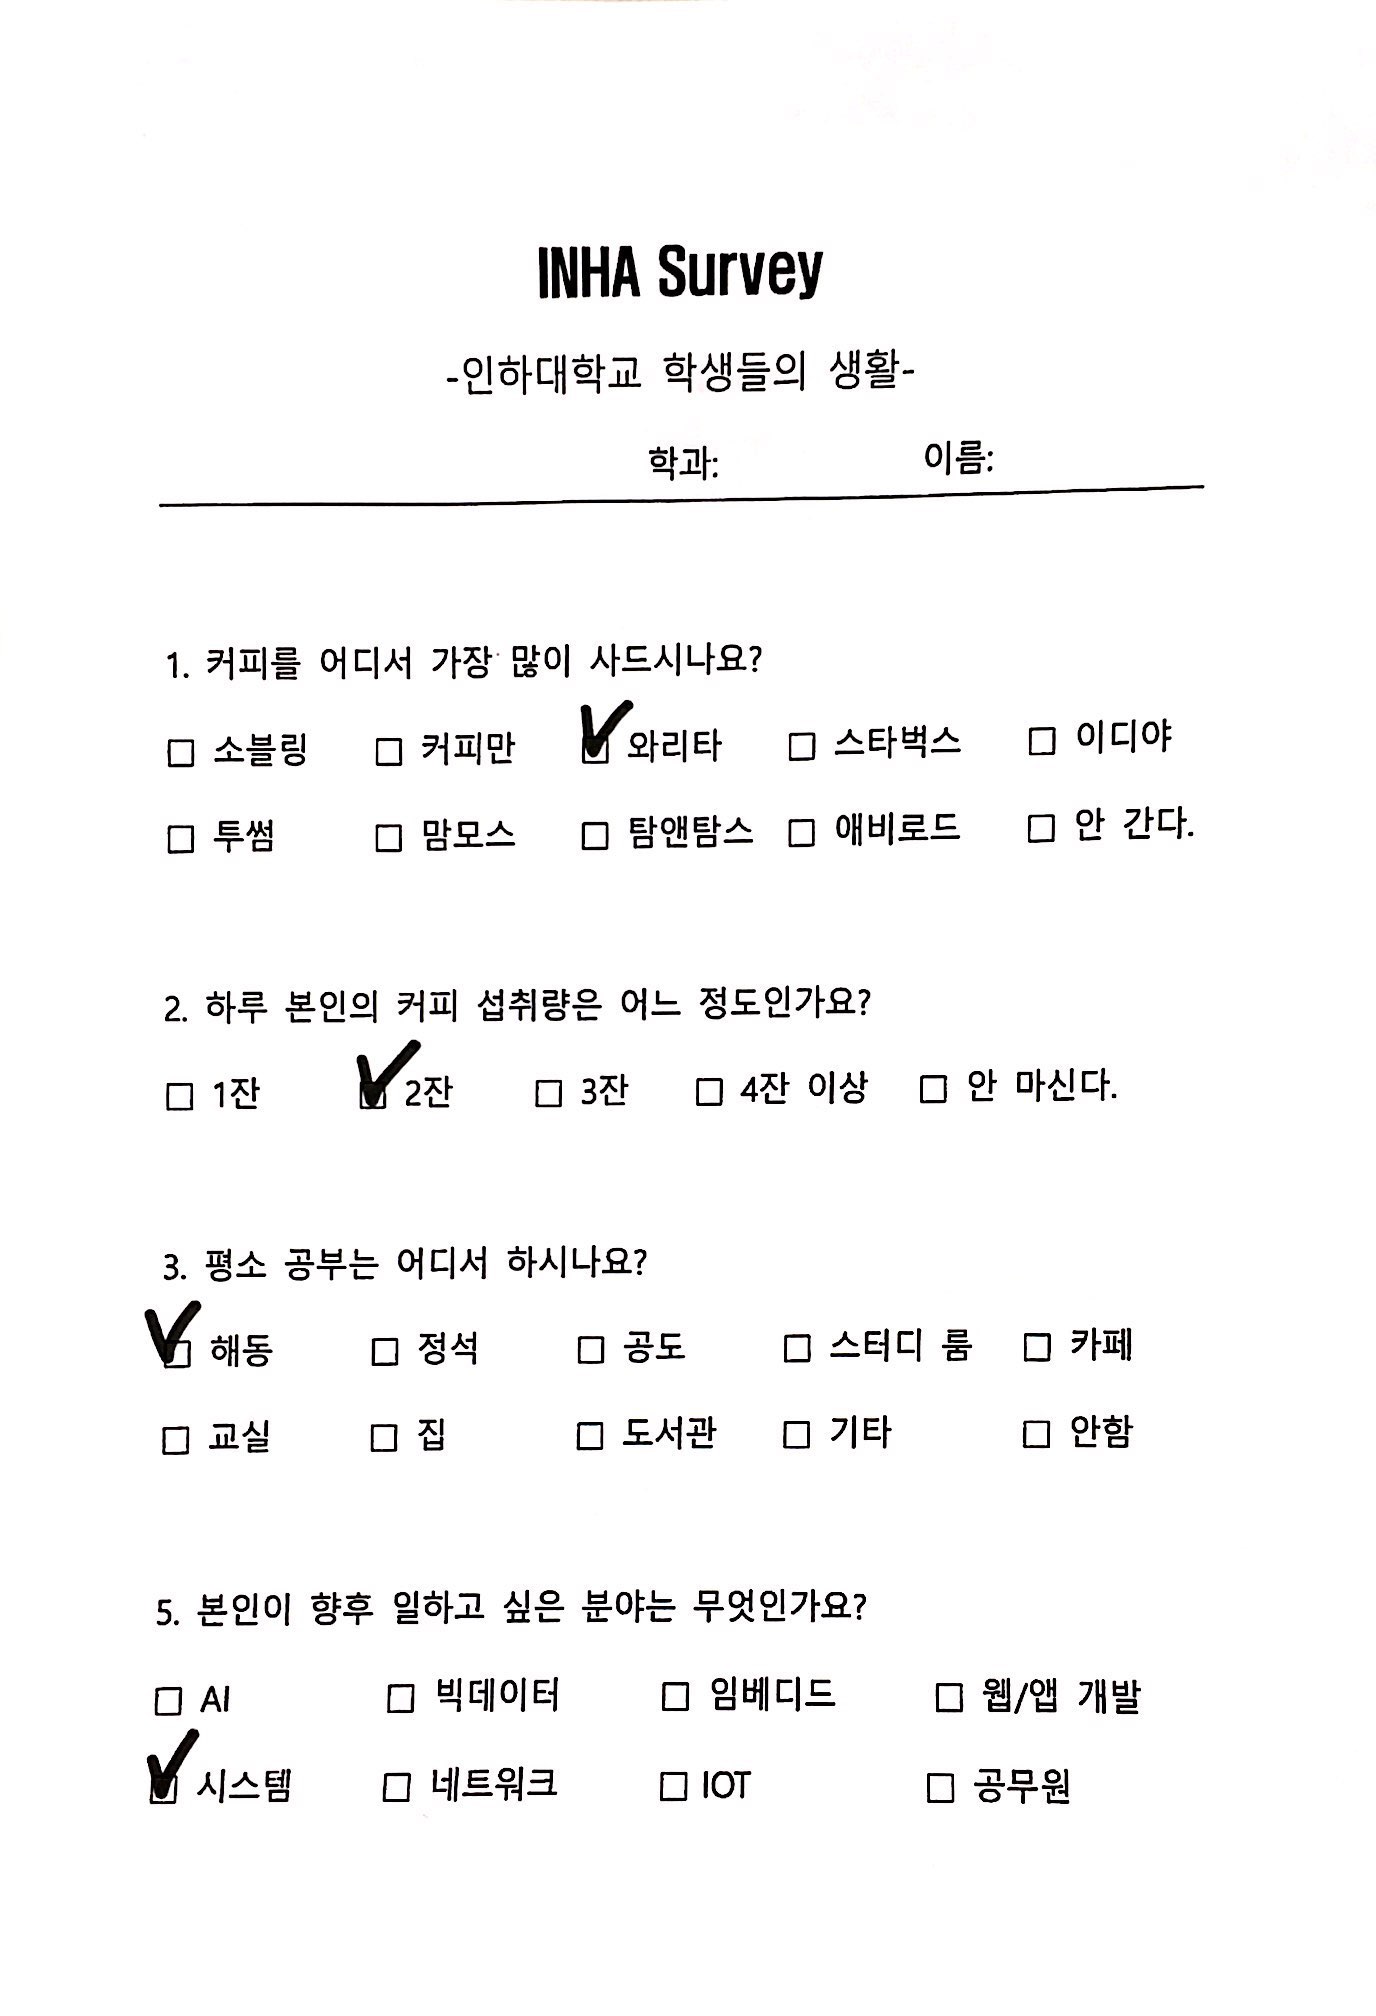 INHA Survey
-인하대학교 학생들의 생활-
학과: 이름:
1. 커피를 어디서 가장 많이 사드시나요?
□ 소블링 □ 커피만 ☑ 와리타 □ 스타벅스 □ 이디야
□ 투썸 □ 맘모스 □ 탐앤탐스 □ 애비로드 □ 안 간다.
2. 하루 본인의 커피 섭취량은 어느 정도인가요?
□ 1잔 ☑ 2잔 □ 3잔 □ 4잔 이상 □ 안 마신다.
3. 평소 공부는 어디서 하시나요?
☑ 해동 □ 정석 □ 공도 □ 스터디 룸 □ 카페
□ 교실 □ 집 □ 도서관 □ 기타 □ 안함
5. 본인이 향후 일하고 싶은 분야는 무엇인가요?
□ AI □ 빅데이터 □ 임베디드 □ 웹/앱 개발
☑ 시스템 □ 네트워크 □ IOT □ 공무원